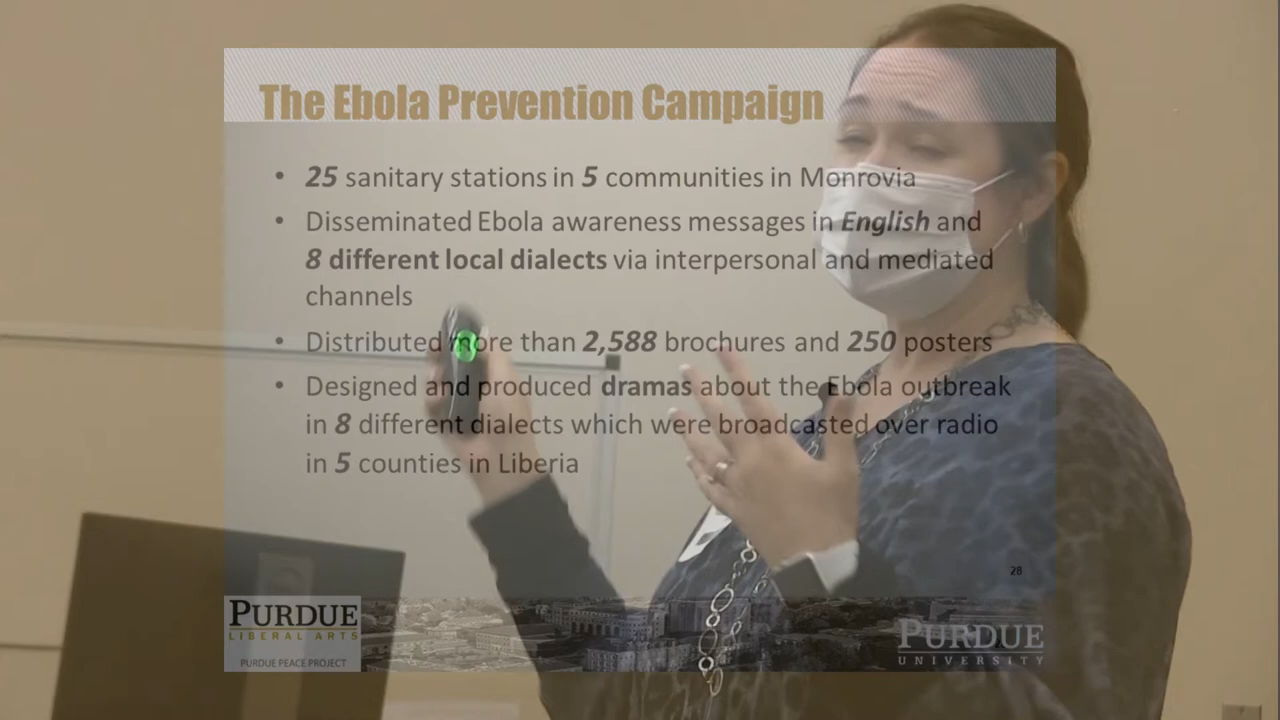 The Ebola Prevention Campaign
• 25 sanitary stations in 5 communities in Monrovia
• Disseminated Ebola awareness messages in English and
8 different local dialects via interpersonal and mediated
channels
• Distributed more than 2,588 brochures and 250 posters
• Designed and produced dramas about the Ebola outbreak
in 8 different dialects which were broadcasted over radio
in 5 counties in Liberia
28
PURDUE
LIBERAL ARTS
PURDUE PEACE PROJECT
PURDUE
UNIVERSITY